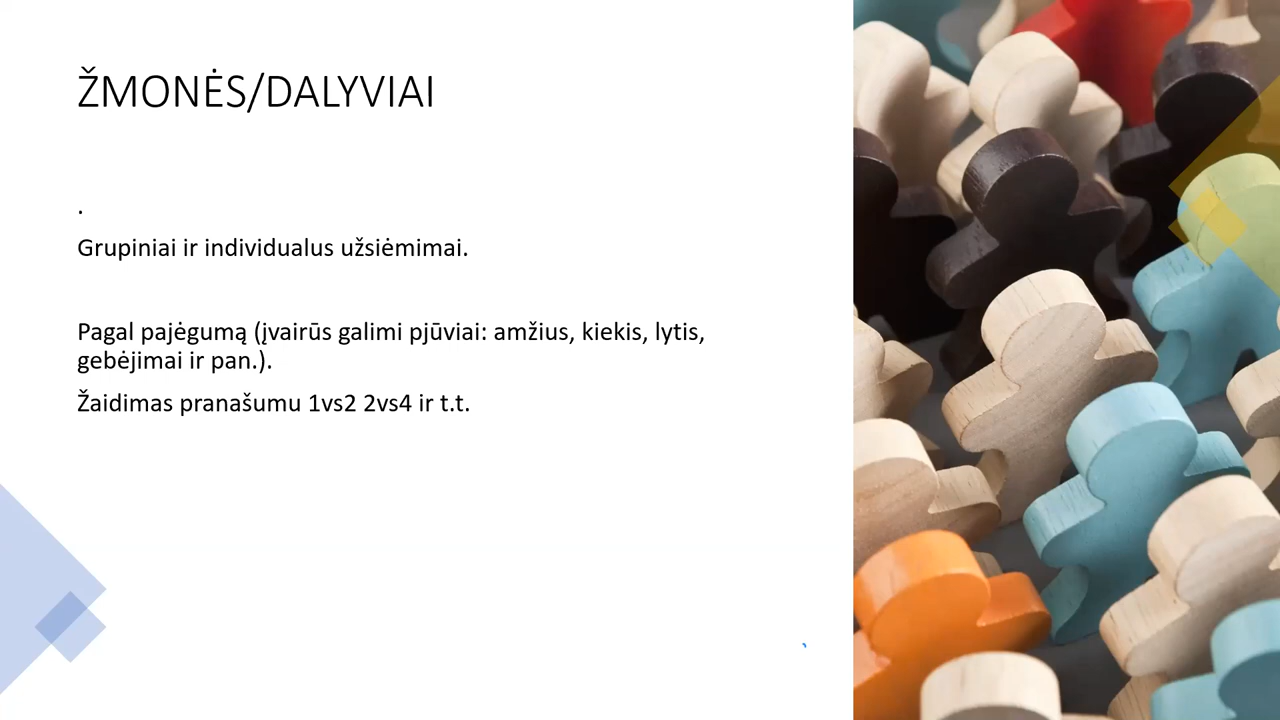 ŽMONĖS/DALYVIAI
.
Grupiniai ir individualus užsiėmimai.
Pagal pajėgumą (įvairūs galimi pjūviai: amžius, kiekis, lytis,
gebėjimai ir pan.).
Žaidimas pranašumu 1vs2 2vs4 ir t.t.